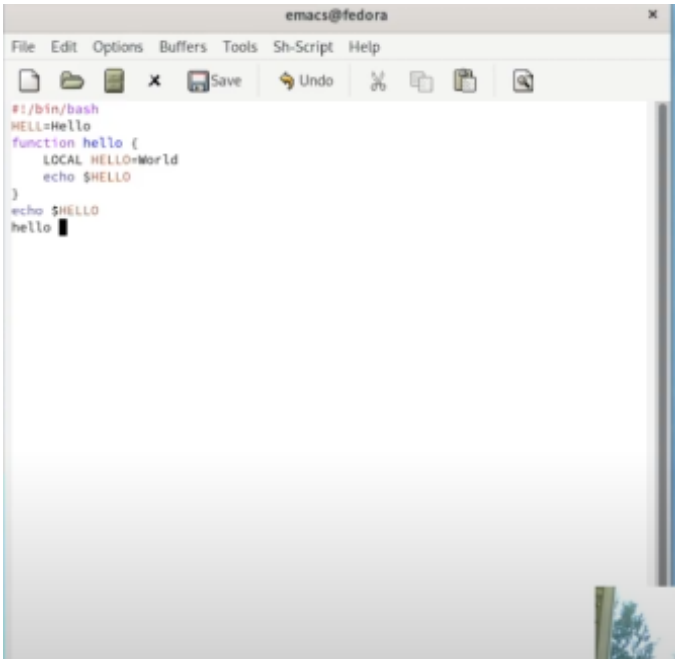 emacs@fedora
File Edit Options Buffers Tools Sh-Script Help
Save Undo
#!/bin/bash
HELL=Hello
function hello {
    LOCAL HELLO=World
    echo $HELLO
}
echo $HELLO
hello